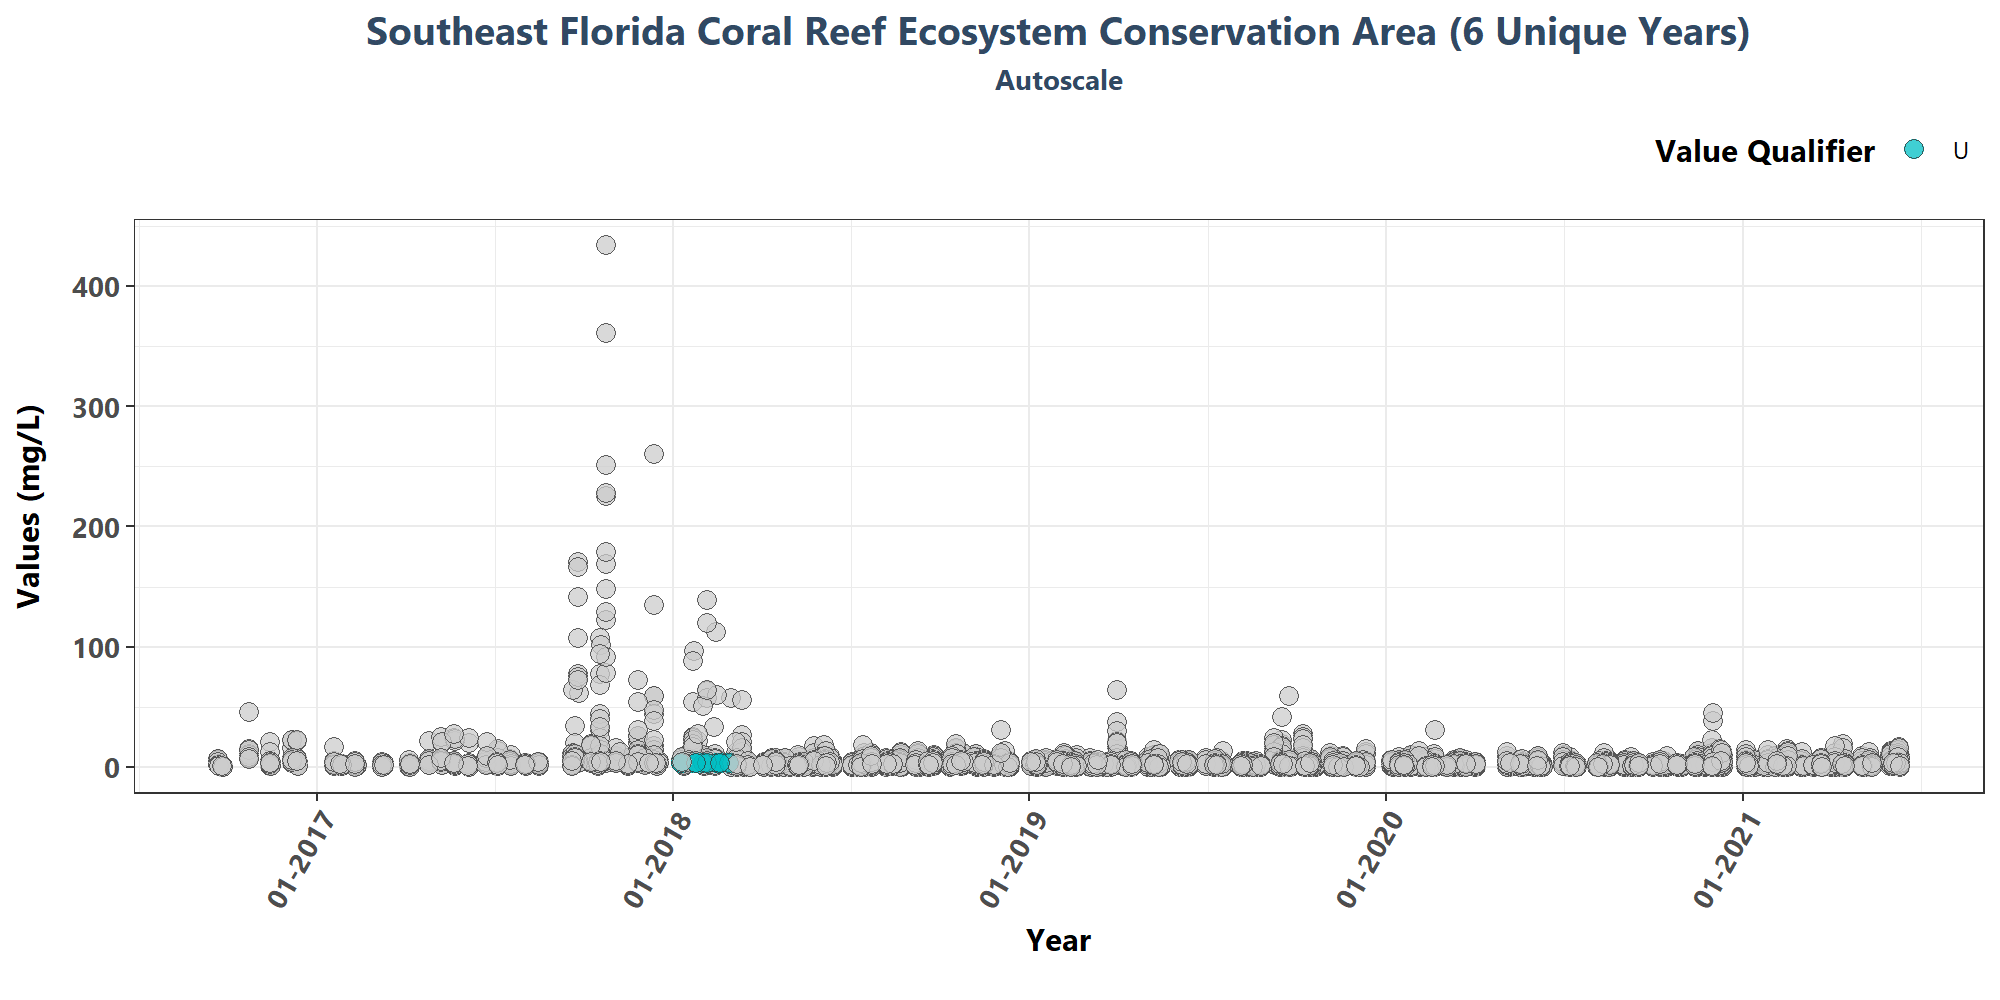 Southeast Florida Coral Reef Ecosystem Conservation Area (6 Unique Years)
Autoscale
Value Qualifier U
Values (mg/L)
400
300
200
100
0
01-2017
01-2018
01-2019
01-2020
01-2021
Year